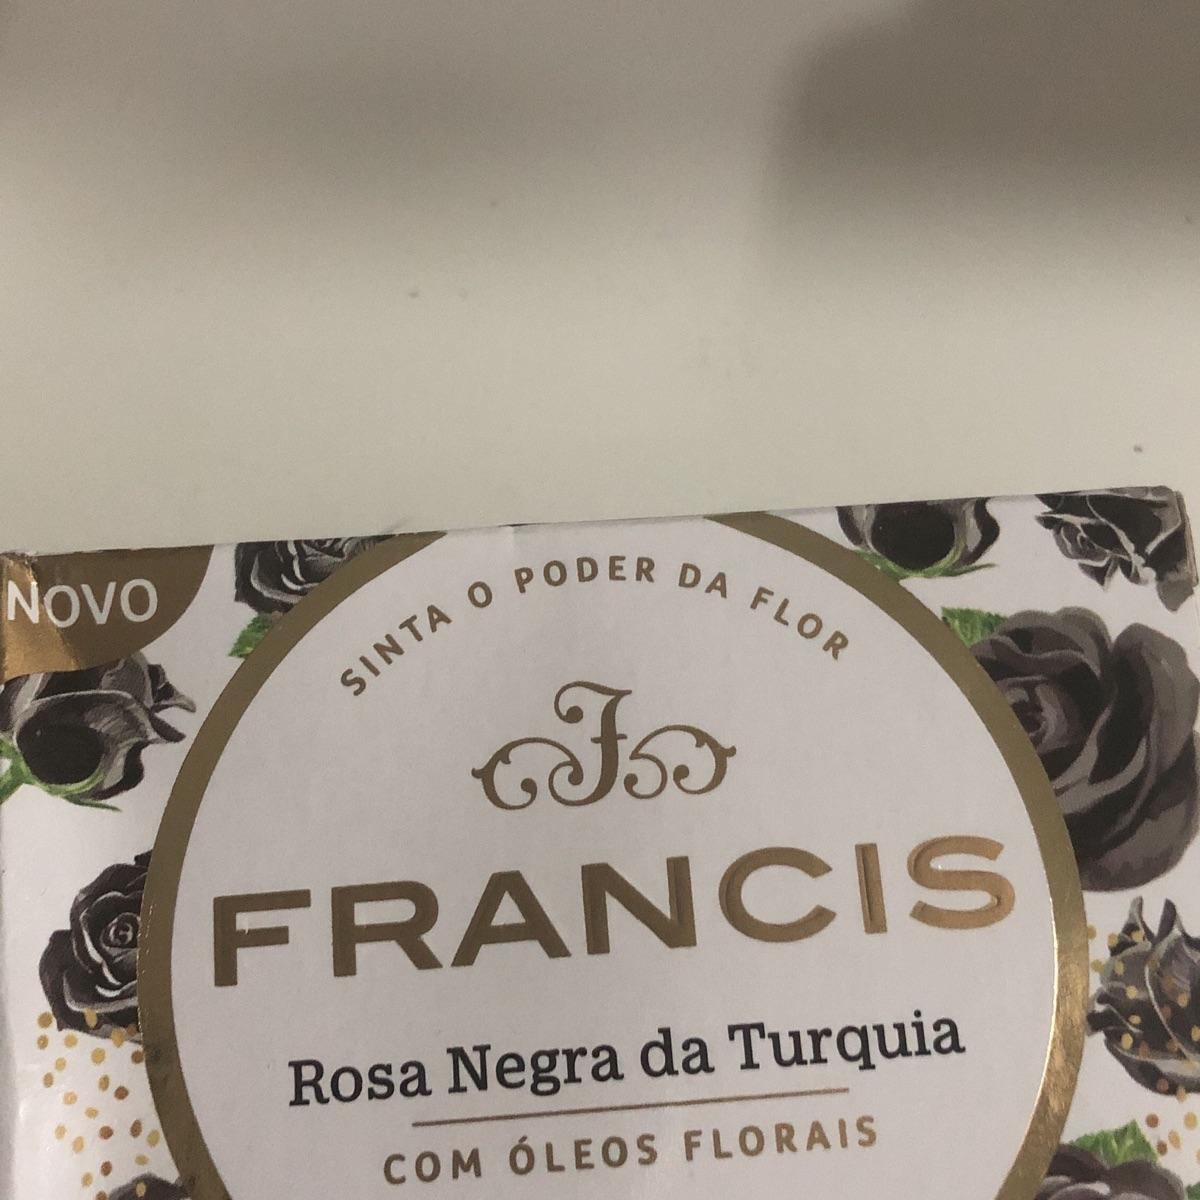 NOVO
SINTA O PODER DA FLOR
FRANCIS
Rosa Negra da Turquia
COM ÓLEOS FLORAIS